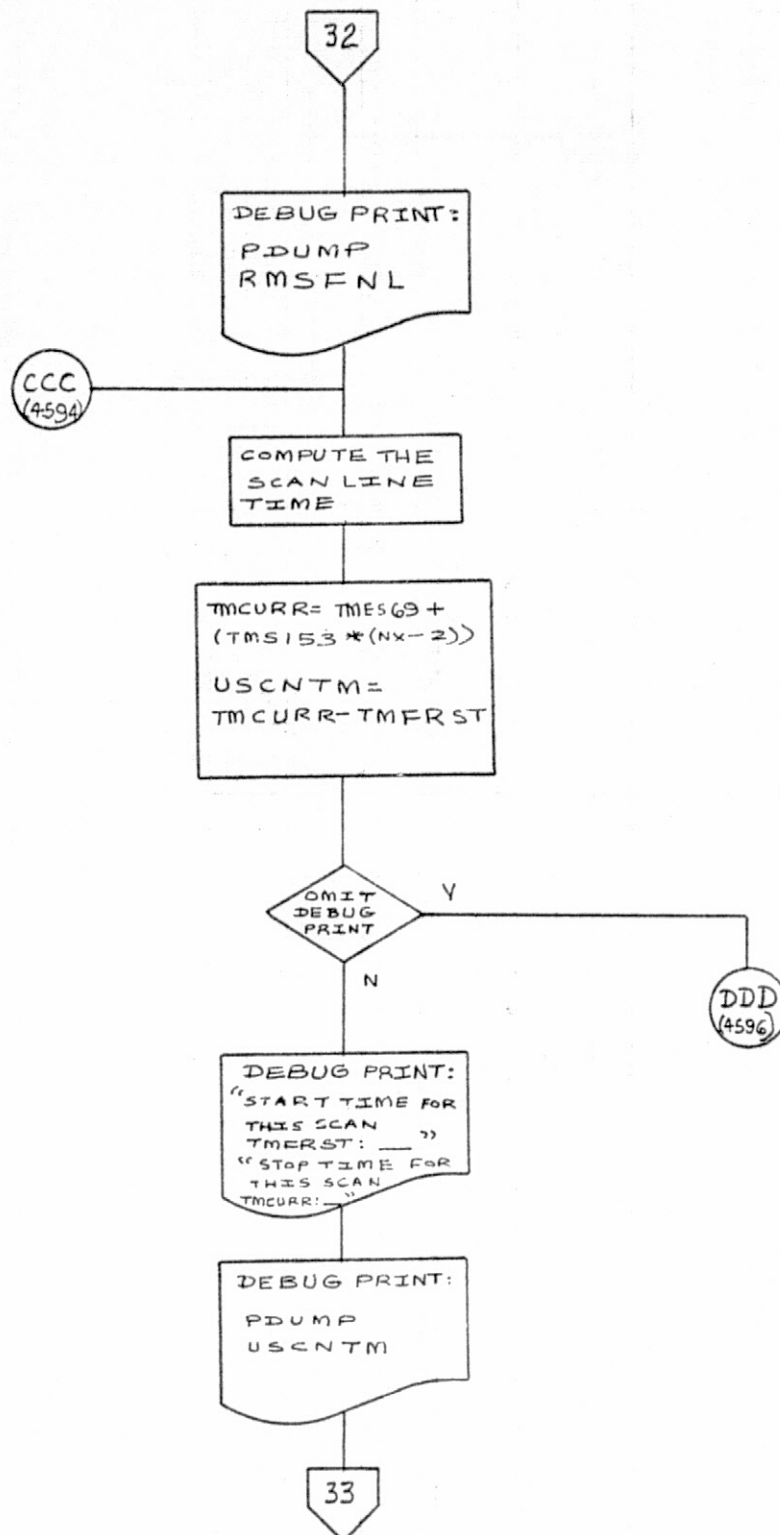 32
DEBUG PRINT:
PDUMP
RMSFNL
CCC
(4594)
COMPUTE THE
SCAN LINE
TIME
TMCURR= TMES69+
(TMS153*(NX-2))
USCNTM=
TMCURR-TMFRST
OMIT
DEBUG
PRINT
Y
N
DDD
(4596)
DEBUG PRINT:
"START TIME FOR
THIS SCAN
TMFRST: __"
"STOP TIME FOR
THIS SCAN
TMCURR:__"
DEBUG PRINT:
PDUMP
USCNTM
33